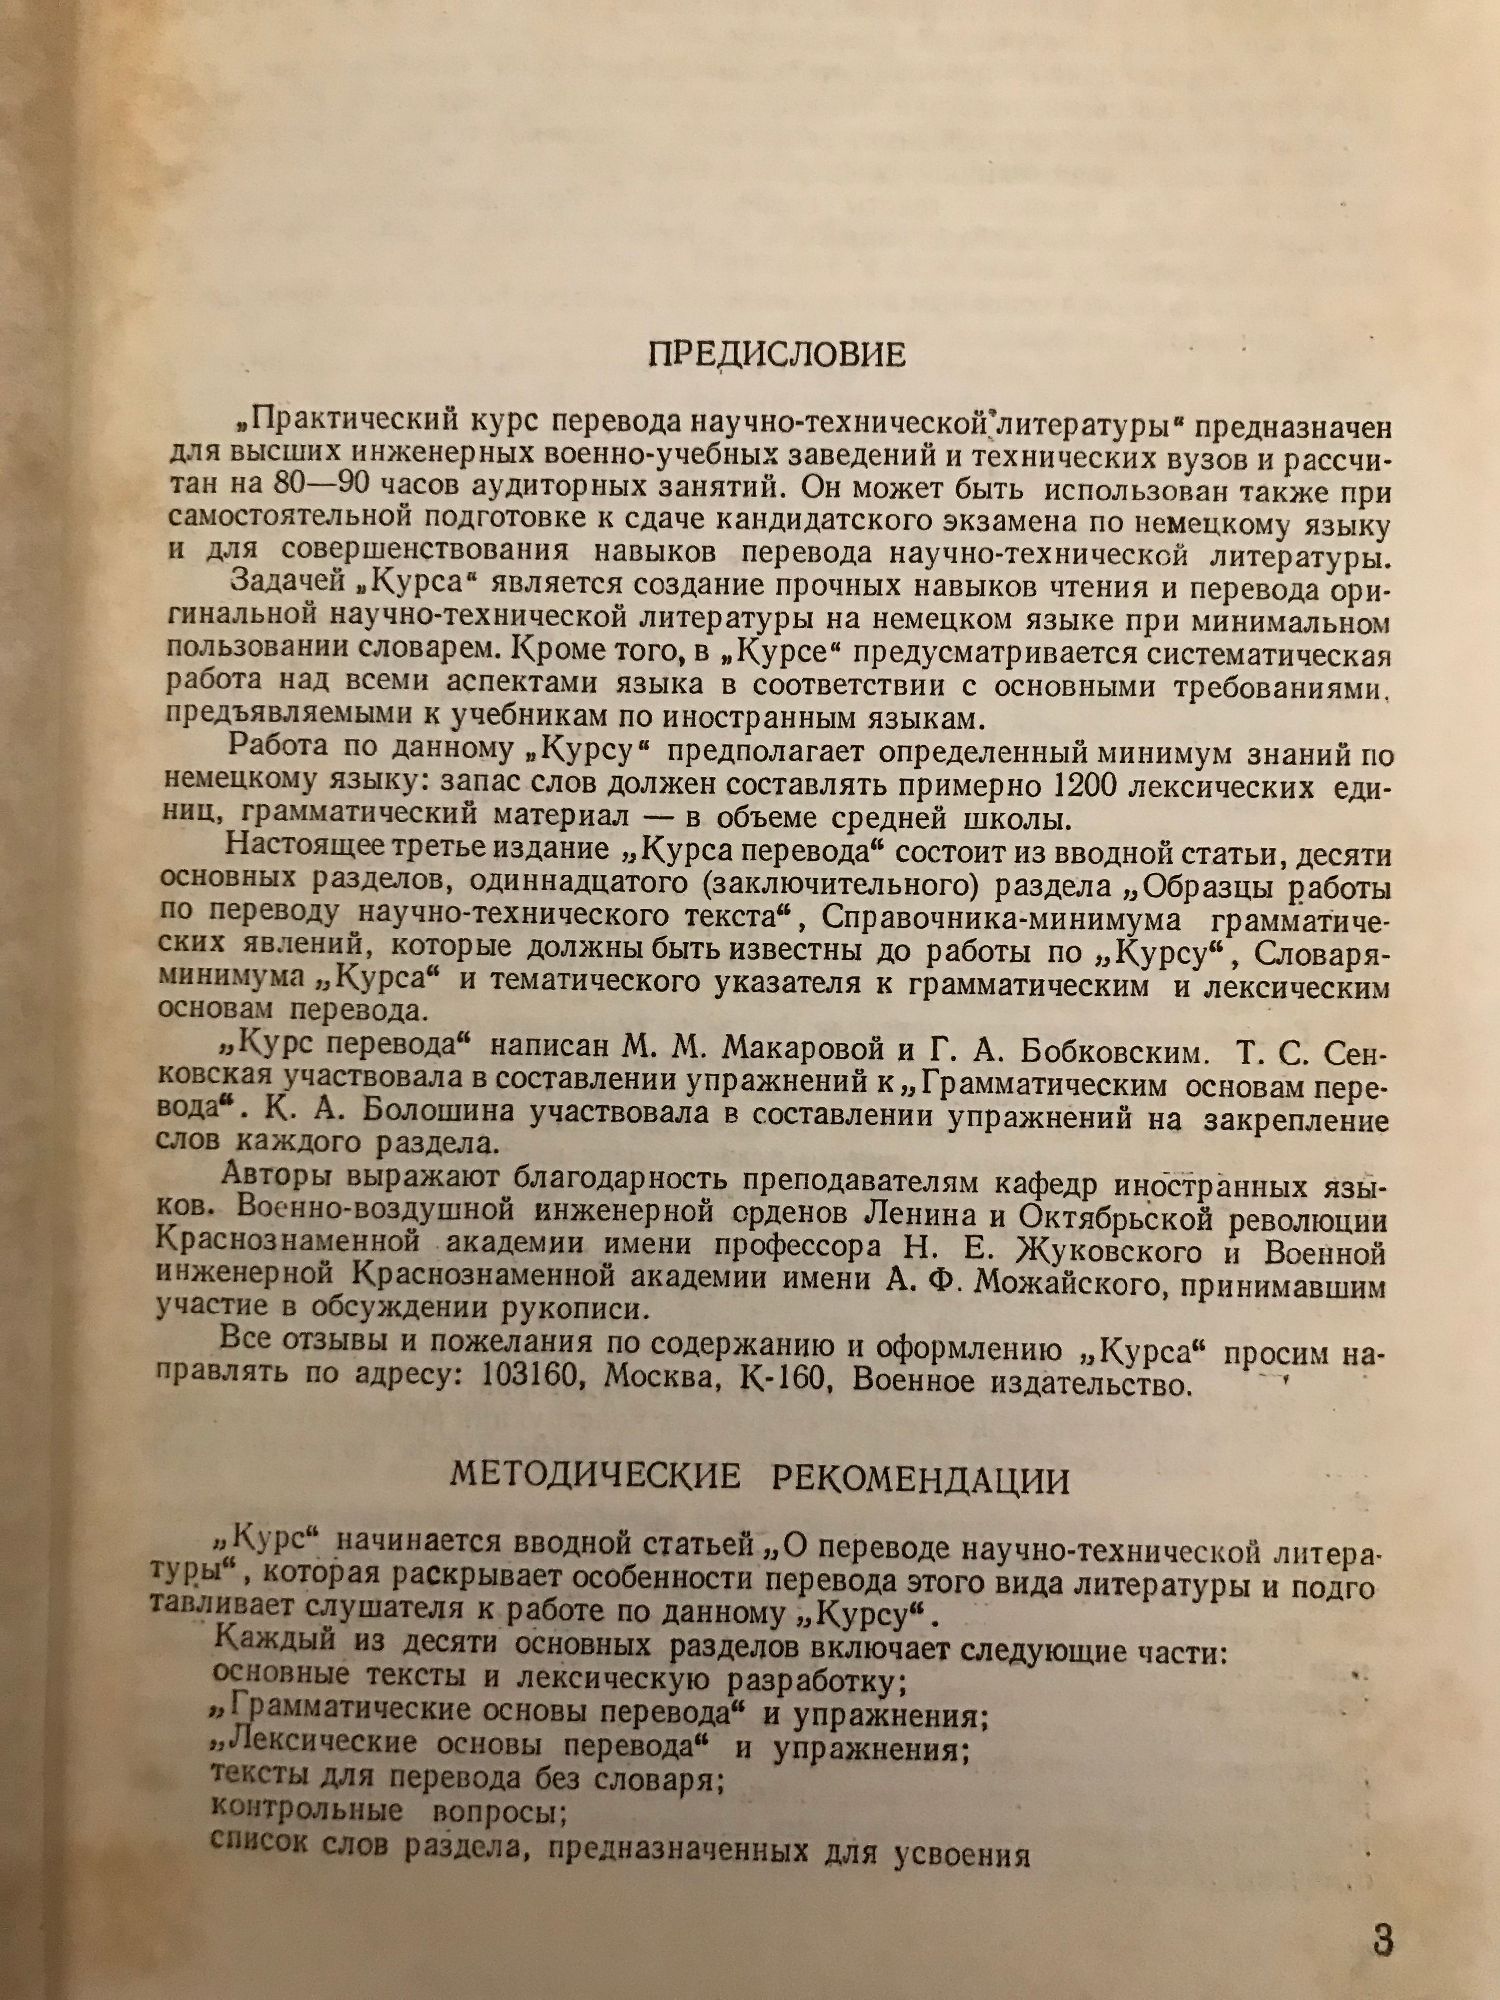 ПРЕДИСЛОВИЕ
„Практический курс перевода научно-технической литературы“ предназначен
для высших инженерных военно-учебных заведений и технических вузов и рассчи-
тан на 80—90 часов аудиторных занятий. Он может быть использован также при
самостоятельной подготовке к сдаче кандидатского экзамена по немецкому языку
и для совершенствования навыков перевода научно-технической литературы.
Задачей „Курса“ является создание прочных навыков чтения и перевода ори-
гинальной научно-технической литературы на немецком языке при минимальном
пользовании словарем. Кроме того, в „Курсе“ предусматривается систематическая
работа над всеми аспектами языка в соответствии с основными требованиями,
предъявляемыми к учебникам по иностранным языкам.
Работа по данному „Курсу“ предполагает определенный минимум знаний по
немецкому языку: запас слов должен составлять примерно 1200 лексических еди-
ниц, грамматический материал — в объеме средней школы.
Настоящее третье издание „Курса перевода“ состоит из вводной статьи, десяти
основных разделов, одиннадцатого (заключительного) раздела „Образцы работы
по переводу научно-технического текста“, Справочника-минимума грамматиче-
ских явлений, которые должны быть известны до работы по „Курсу“, Словаря-
минимума „Курса“ и тематического указателя к грамматическим и лексическим
основам перевода.
„Курс перевода“ написан М. М. Макаровой и Г. А. Бобковским. Т. С. Сен-
ковская участвовала в составлении упражнений к „Грамматическим основам пере-
вода“. К. А. Болошина участвовала в составлении упражнений на закрепление
слов каждого раздела.
Авторы выражают благодарность преподавателям кафедр иностранных язы-
ков. Военно-воздушной инженерной орденов Ленина и Октябрьской революции
Краснознаменной академии имени профессора Н. Е. Жуковского и Военной
инженерной Краснознаменной академии имени А. Ф. Можайского, принимавшим
участие в обсуждении рукописи.
Все отзывы и пожелания по содержанию и оформлению „Курса“ просим на-
правлять по адресу: 103160, Москва, К-160, Военное издательство.
МЕТОДИЧЕСКИЕ РЕКОМЕНДАЦИИ
„Курс“ начинается вводной статьей „О переводе научно-технической литера-
туры“, которая раскрывает особенности перевода этого вида литературы и подго
тавливает слушателя к работе по данному „Курсу“.
Каждый из десяти основных разделов включает следующие части:
основные тексты и лексическую разработку;
„Грамматические основы перевода“ и упражнения;
„Лексические основы перевода“ и упражнения;
тексты для перевода без словаря;
контрольные вопросы;
список слов раздела, предназначенных для усвоения
3